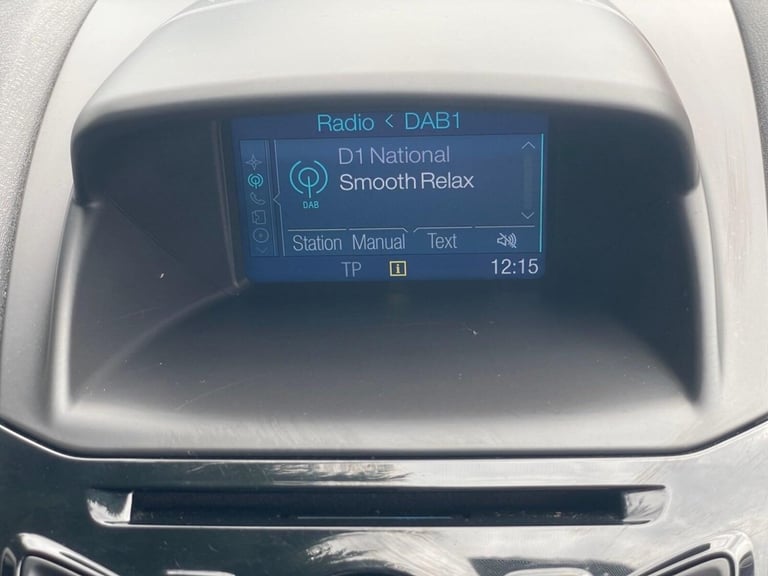 Radio < DAB1
D1 National
Smooth Relax
DAB
Station Manual Text
TP i 12:15